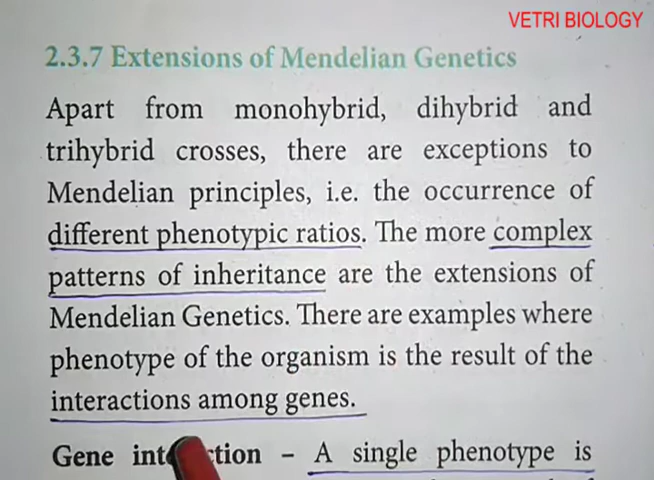 VETRI BIOLOGY
2.3.7 Extensions of Mendelian Genetics
Apart from monohybrid, dihybrid and
trihybrid crosses, there are exceptions to
Mendelian principles, i.e. the occurrence of
different phenotypic ratios. The more complex
patterns of inheritance are the extensions of
Mendelian Genetics. There are examples where
phenotype of the organism is the result of the
interactions among genes.
Gene – A single phenotype is